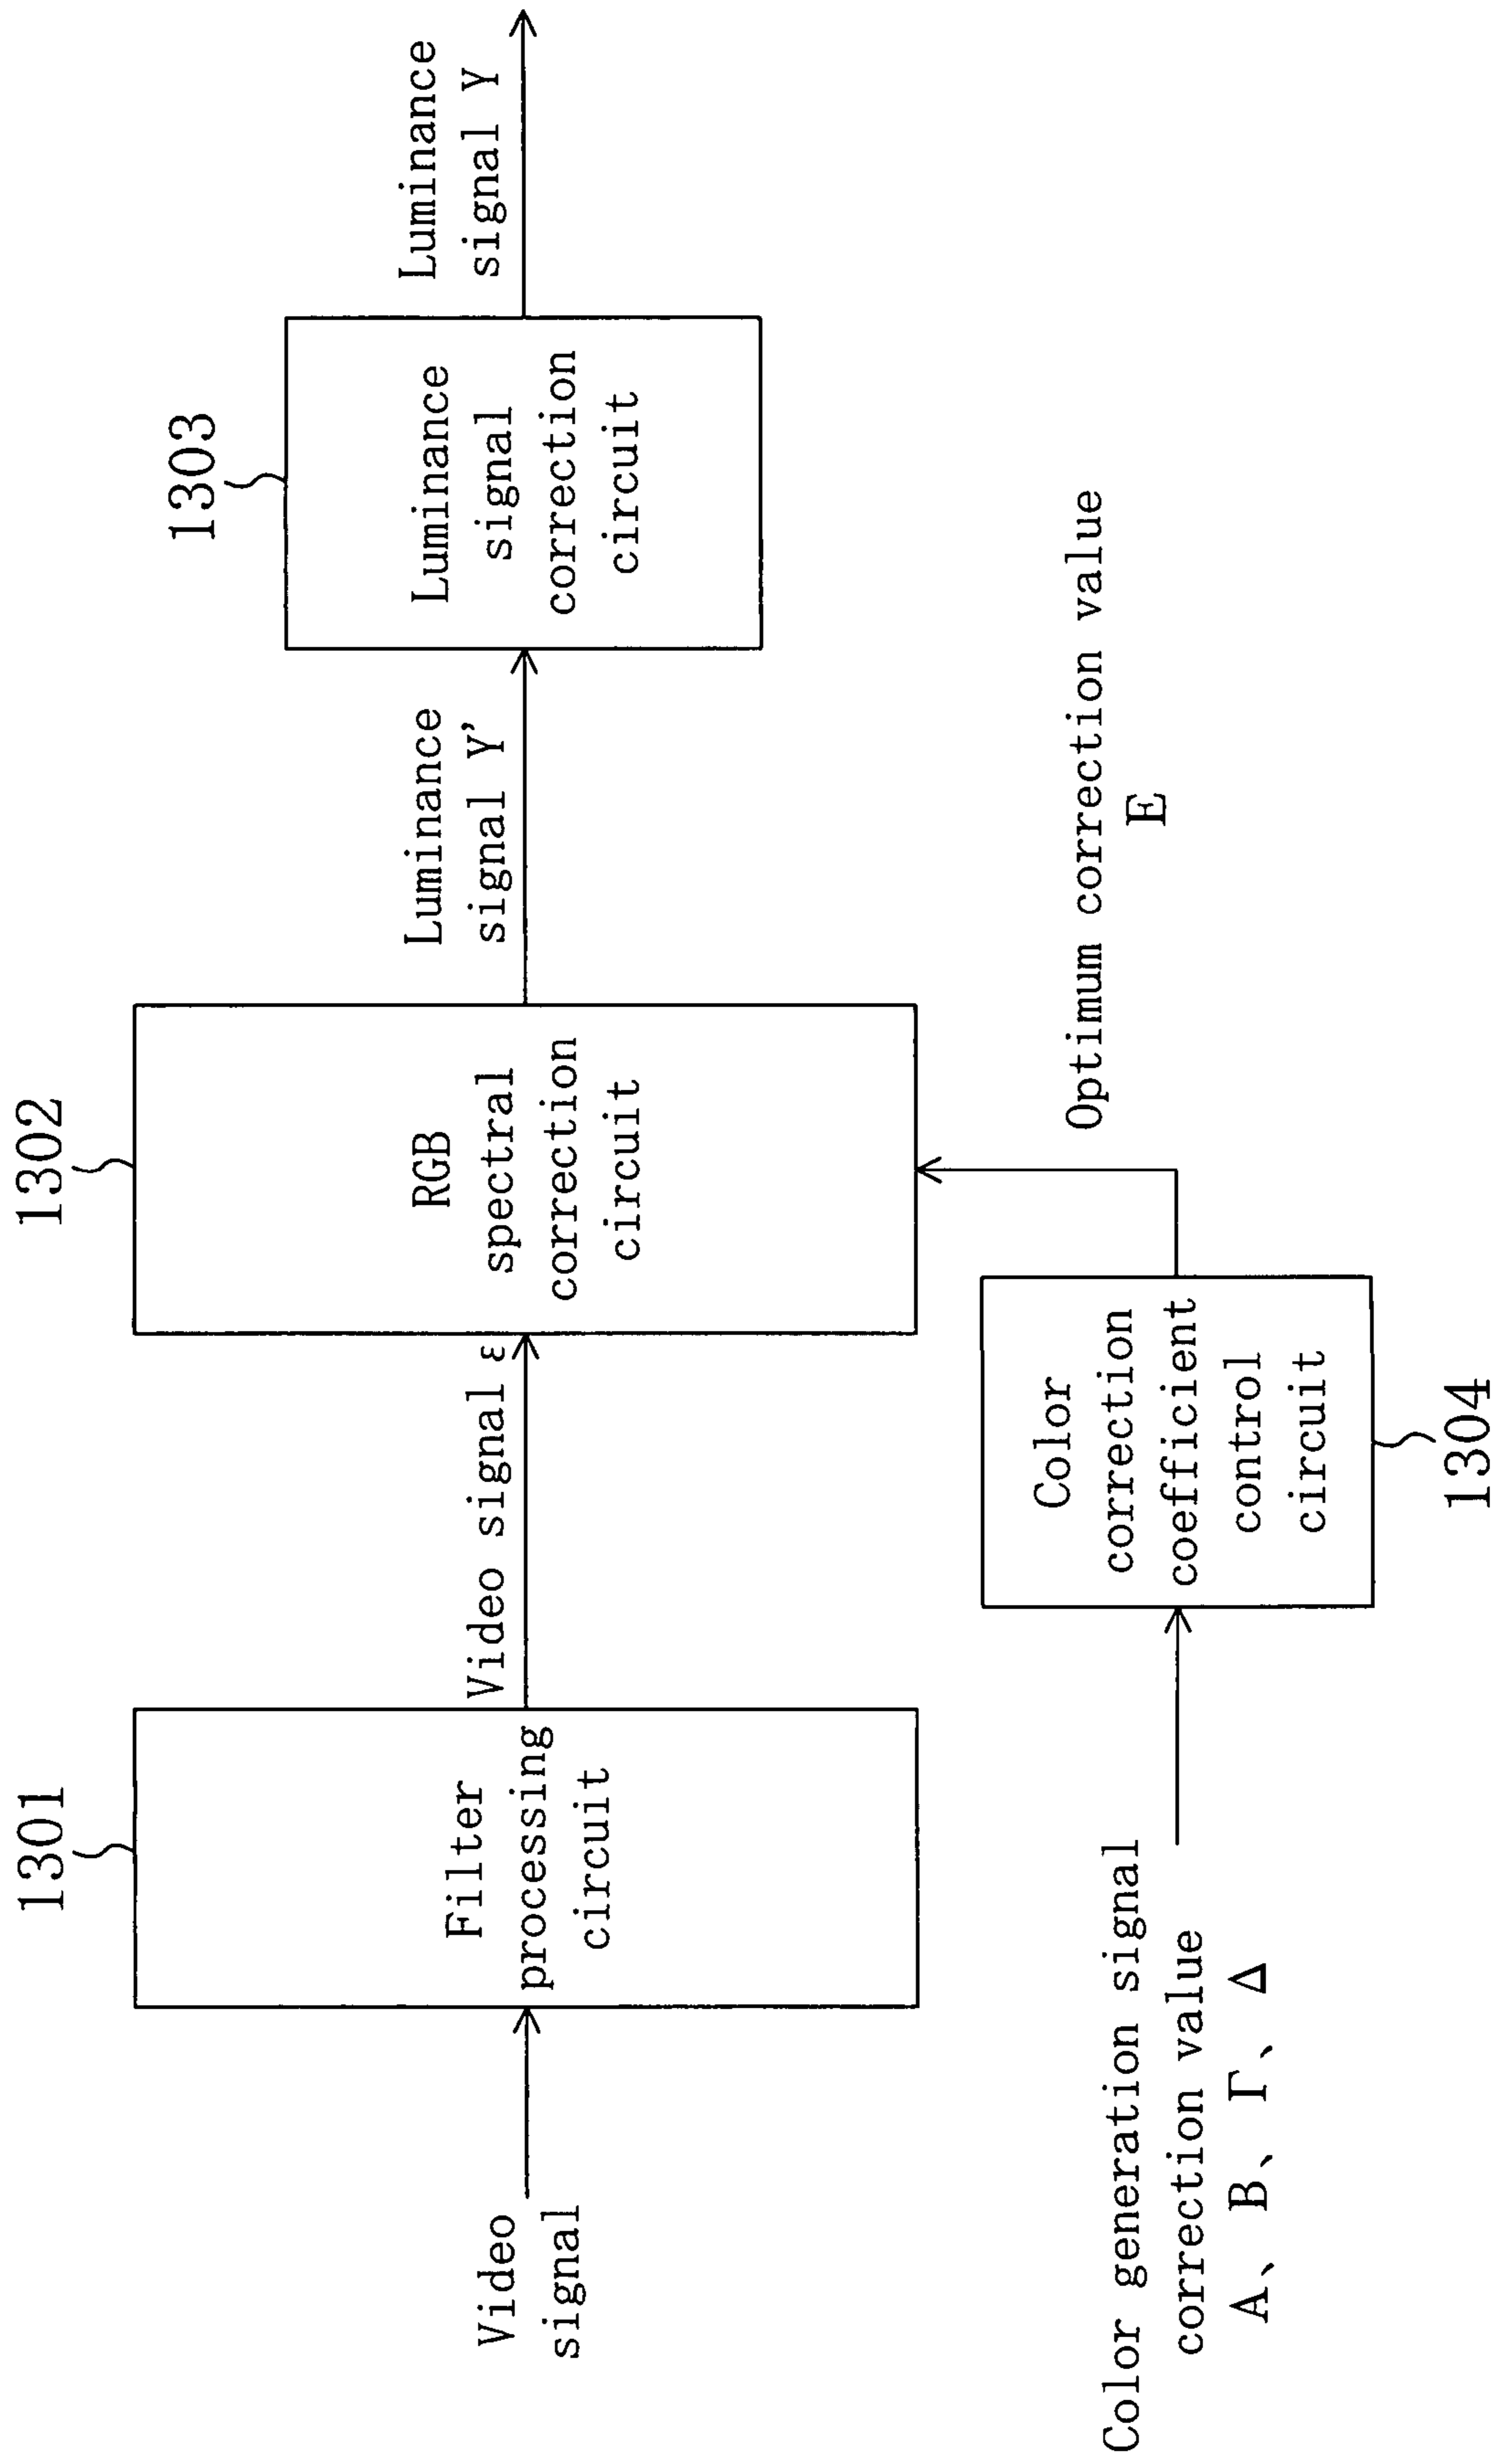 1301
1302
1303
Video
signal
Filter
processing
circuit
Video signal ε
RGB
spectral
correction
circuit
Luminance
signal Y'
Luminance
signal
correction
circuit
Luminance
signal Y
Color generation signal
correction value
A、B、Γ、Δ
Color
correction
coefficient
control
circuit
1304
Optimum correction value
E